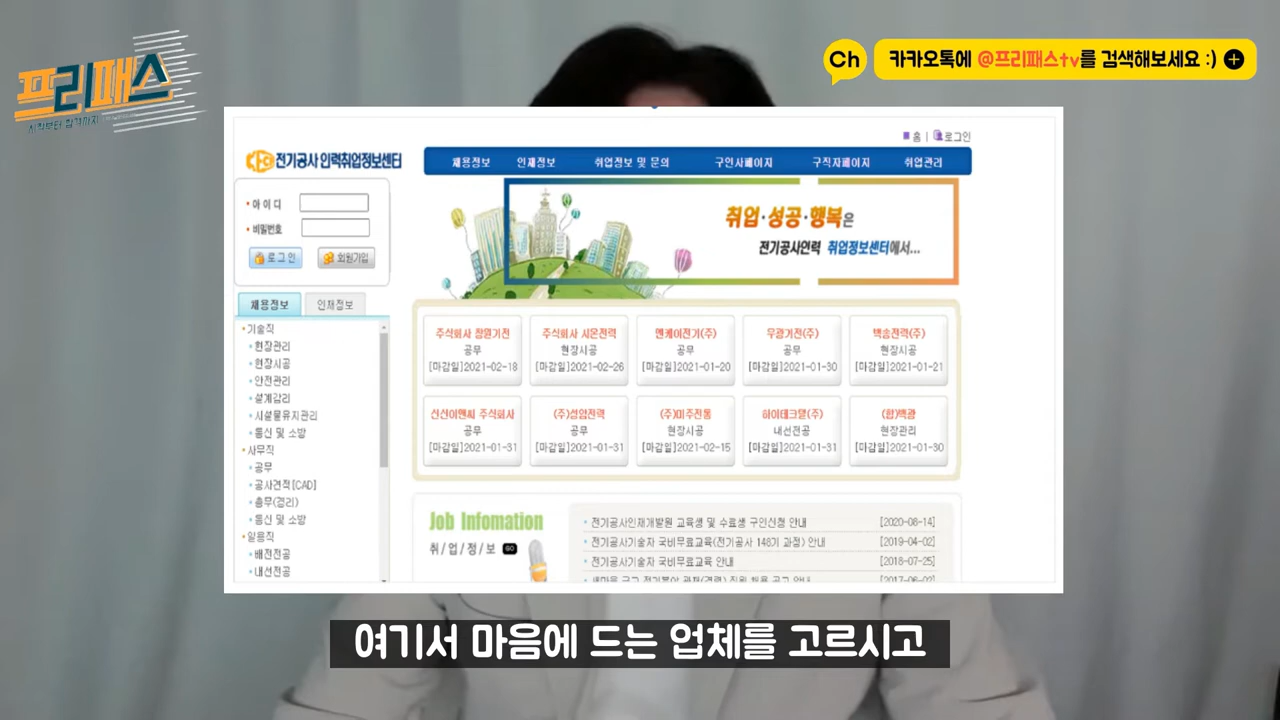 프리패스
시작부터 합격까지
Ch 카카오톡에 @프리패스tv를 검색해보세요 :)
홈 | 로그인
전기공사 인력취업정보센터
채용정보 인재정보 취업정보 및 문의 구인사페이지 구직자페이지 취업관리
아 이 디
비밀번호
로그인 회원가입
취업·성공·행복은
전기공사인력 취업정보센터에서...
채용정보 인재정보
기술직
현장관리
현장시공
안전관리
설계감리
시설물유지관리
통신 및 소방
사무직
공무
공사견적[CAD]
총무(경리)
통신 및 소방
일용직
배전전공
내선전공
주식회사 시온전력 엔케이전기(주) 우광기전(주) 백송전력(주)
공무 현장시공 공무 공무 현장시공
[마감일]2021-02-18 [마감일]2021-02-26 [마감일]2021-01-20 [마감일]2021-01-30 [마감일]2021-01-21
신신이앤씨 주식회사 (주)성암전력 (주)미주전통 하이테크멀(주) (합)백광
공무 공무 현장시공 내선전공 현장관리
[마감일]2021-01-31 [마감일]2021-01-31 [마감일]2021-02-15 [마감일]2021-01-31 [마감일]2021-01-30
Job Infomation
취/업/정/보 GO
전기공사인재개발원 교육생 및 수료생 구인신청 안내 [2020-08-14]
전기공사기술자 국비무료교육(전기공사 148기 과정) 안내 [2019-04-02]
전기공사기술자 국비무료교육 안내 [2018-07-25]
여기서 마음에 드는 업체를 고르시고